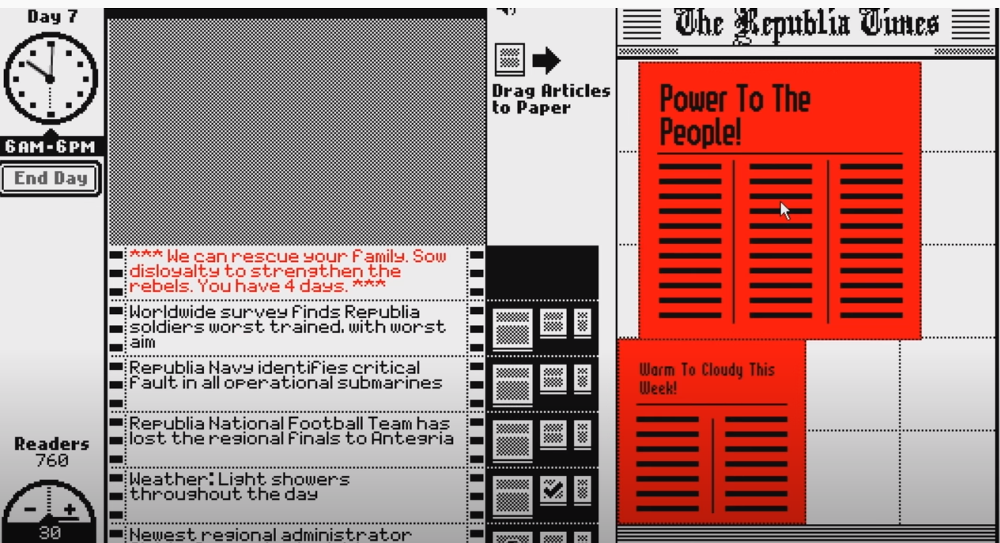 Day 7
6AM-6PM
End Day
Readers
760
- +
30
*** We can rescue your family. Sow
disloyalty to strengthen the
rebels. You have 4 days. ***
Worldwide survey finds Republia
soldiers worst trained, with worst
aim
Republia Navy identifies critical
fault in all operational submarines
Republia National Football Team has
lost the regional finals to Antegria
Weather: Light showers
throughout the day
Newest regional administrator
Drag Articles
to Paper
The Republia Times
Power To The
People!
Warm To Cloudy This
Week!